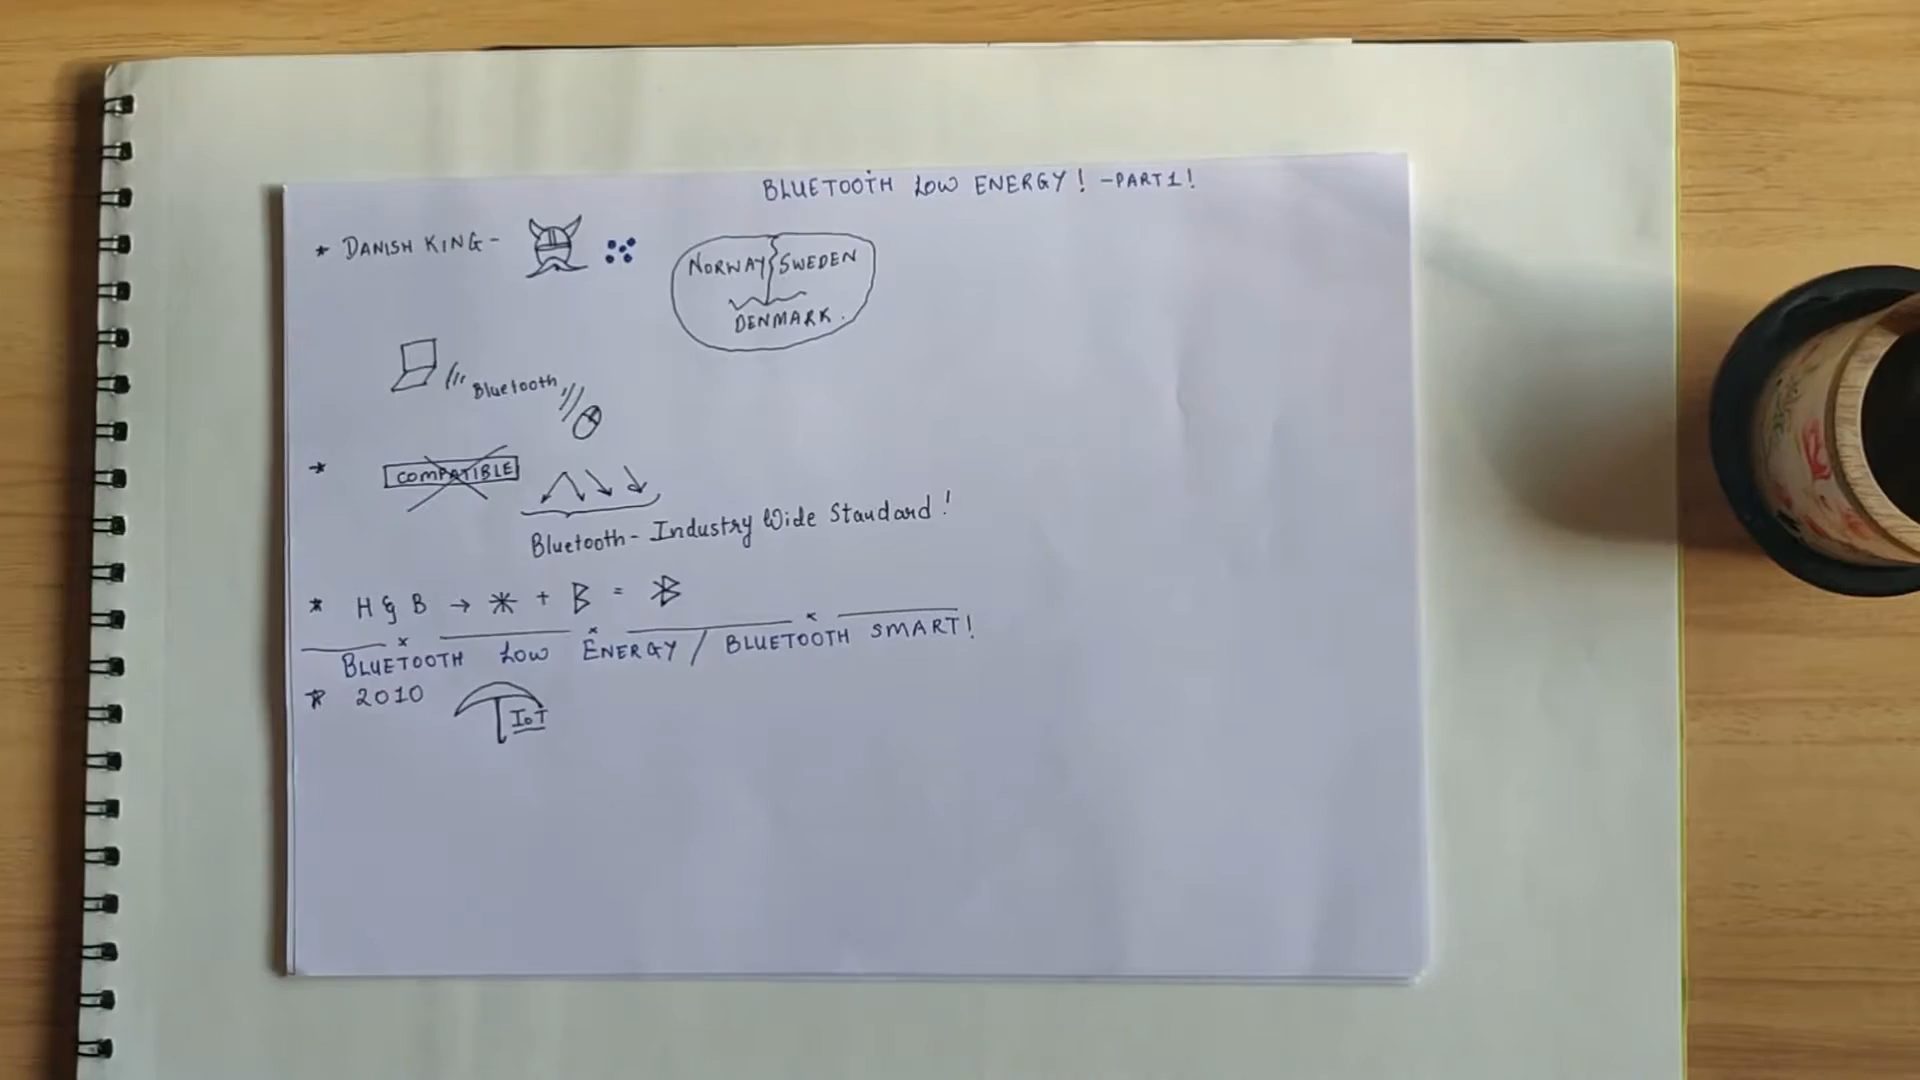 BLUETOOTH LOW ENERGY! -PART1!
* DANISH KING -
NORWAY SWEDEN
DENMARK.
Bluetooth
COMPATIBLE
Bluetooth - Industry Wide Standard!
* H & B → * + B = ᛒ
BLUETOOTH LOW ENERGY / BLUETOOTH SMART!
* 2010
IoT